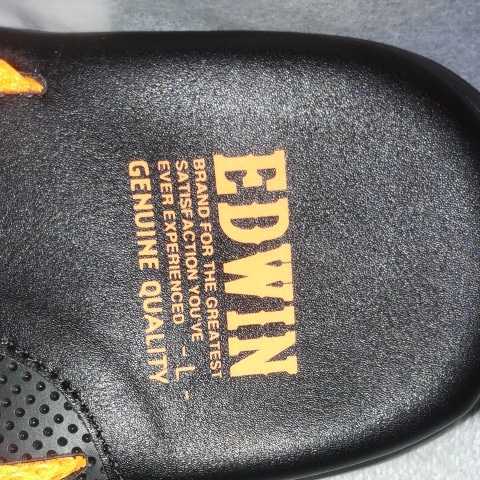 EDWIN
BRAND FOR THE GREATEST
SATISFACTION YOU'VE
EVER EXPERIENCED
GENUINE QUALITY
- L -